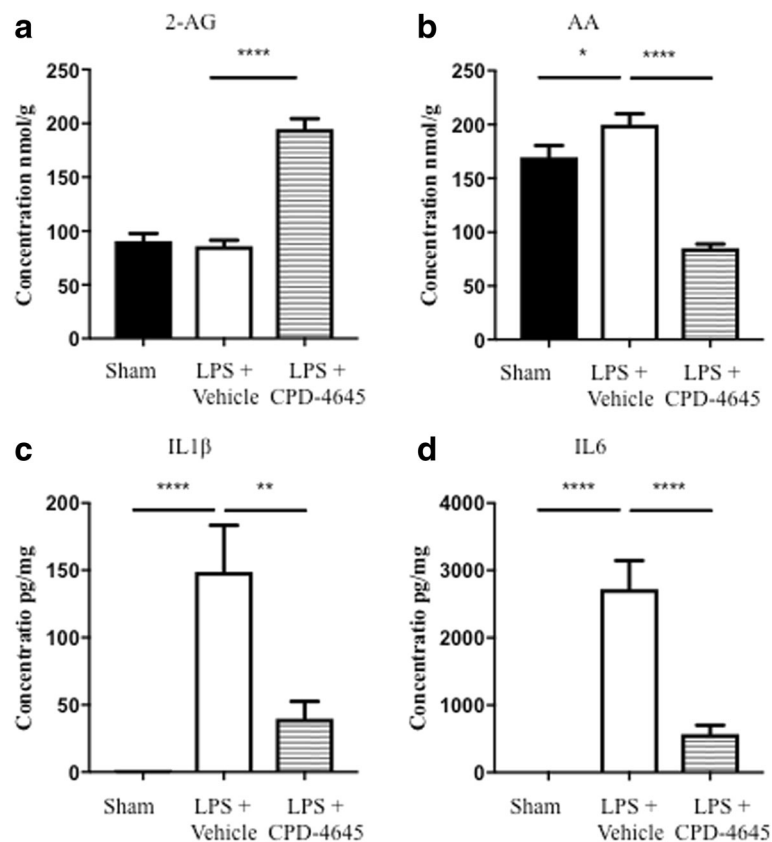 a
2-AG
****
Concentration nmol/g
250
200
150
100
50
0
Sham
LPS +
Vehicle
LPS +
CPD-4645
b
AA
*
****
Concentration nmol/g
250
200
150
100
50
0
Sham
LPS +
Vehicle
LPS +
CPD-4645
c
IL1β
****
**
Concentratio pg/mg
200
150
100
50
0
Sham
LPS +
Vehicle
LPS +
CPD-4645
d
IL6
****
****
Concentratio pg/mg
4000
3000
2000
1000
0
Sham
LPS +
Vehicle
LPS +
CPD-4645